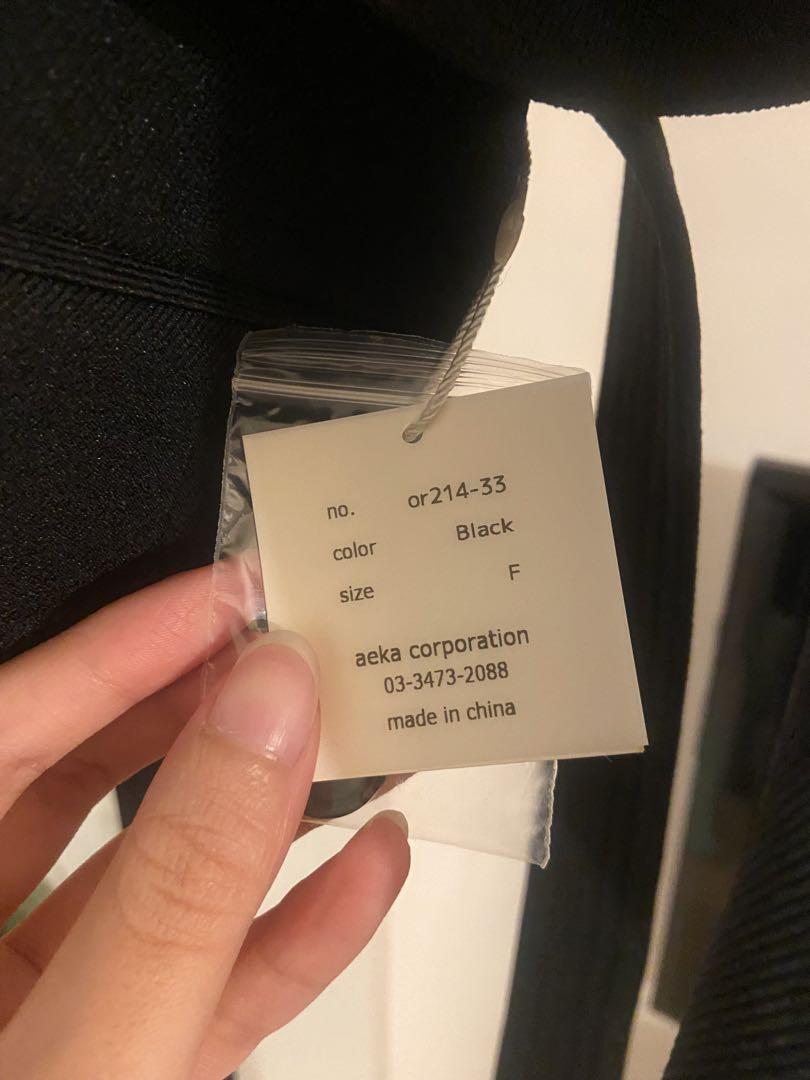 no. or214-33
color Black
size F
aeka corporation
03-3473-2088
made in china